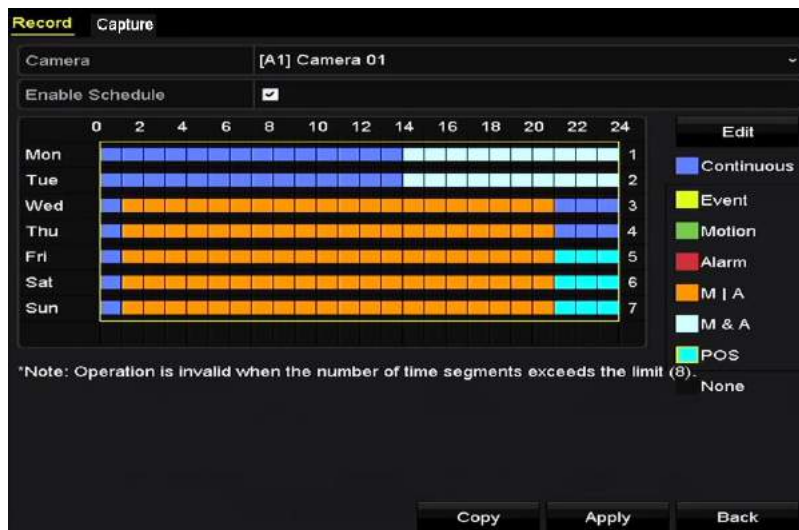 Record Capture
Camera [A1] Camera 01
Enable Schedule
0 2 4 6 8 10 12 14 16 18 20 22 24
Edit
Mon 1
Continuous
Tue 2
Wed 3
Event
Thu 4
Motion
Fri 5
Alarm
Sat 6
M | A
Sun 7
M & A
POS
*Note: Operation is invalid when the number of time segments exceeds the limit (8).
None
Copy Apply Back